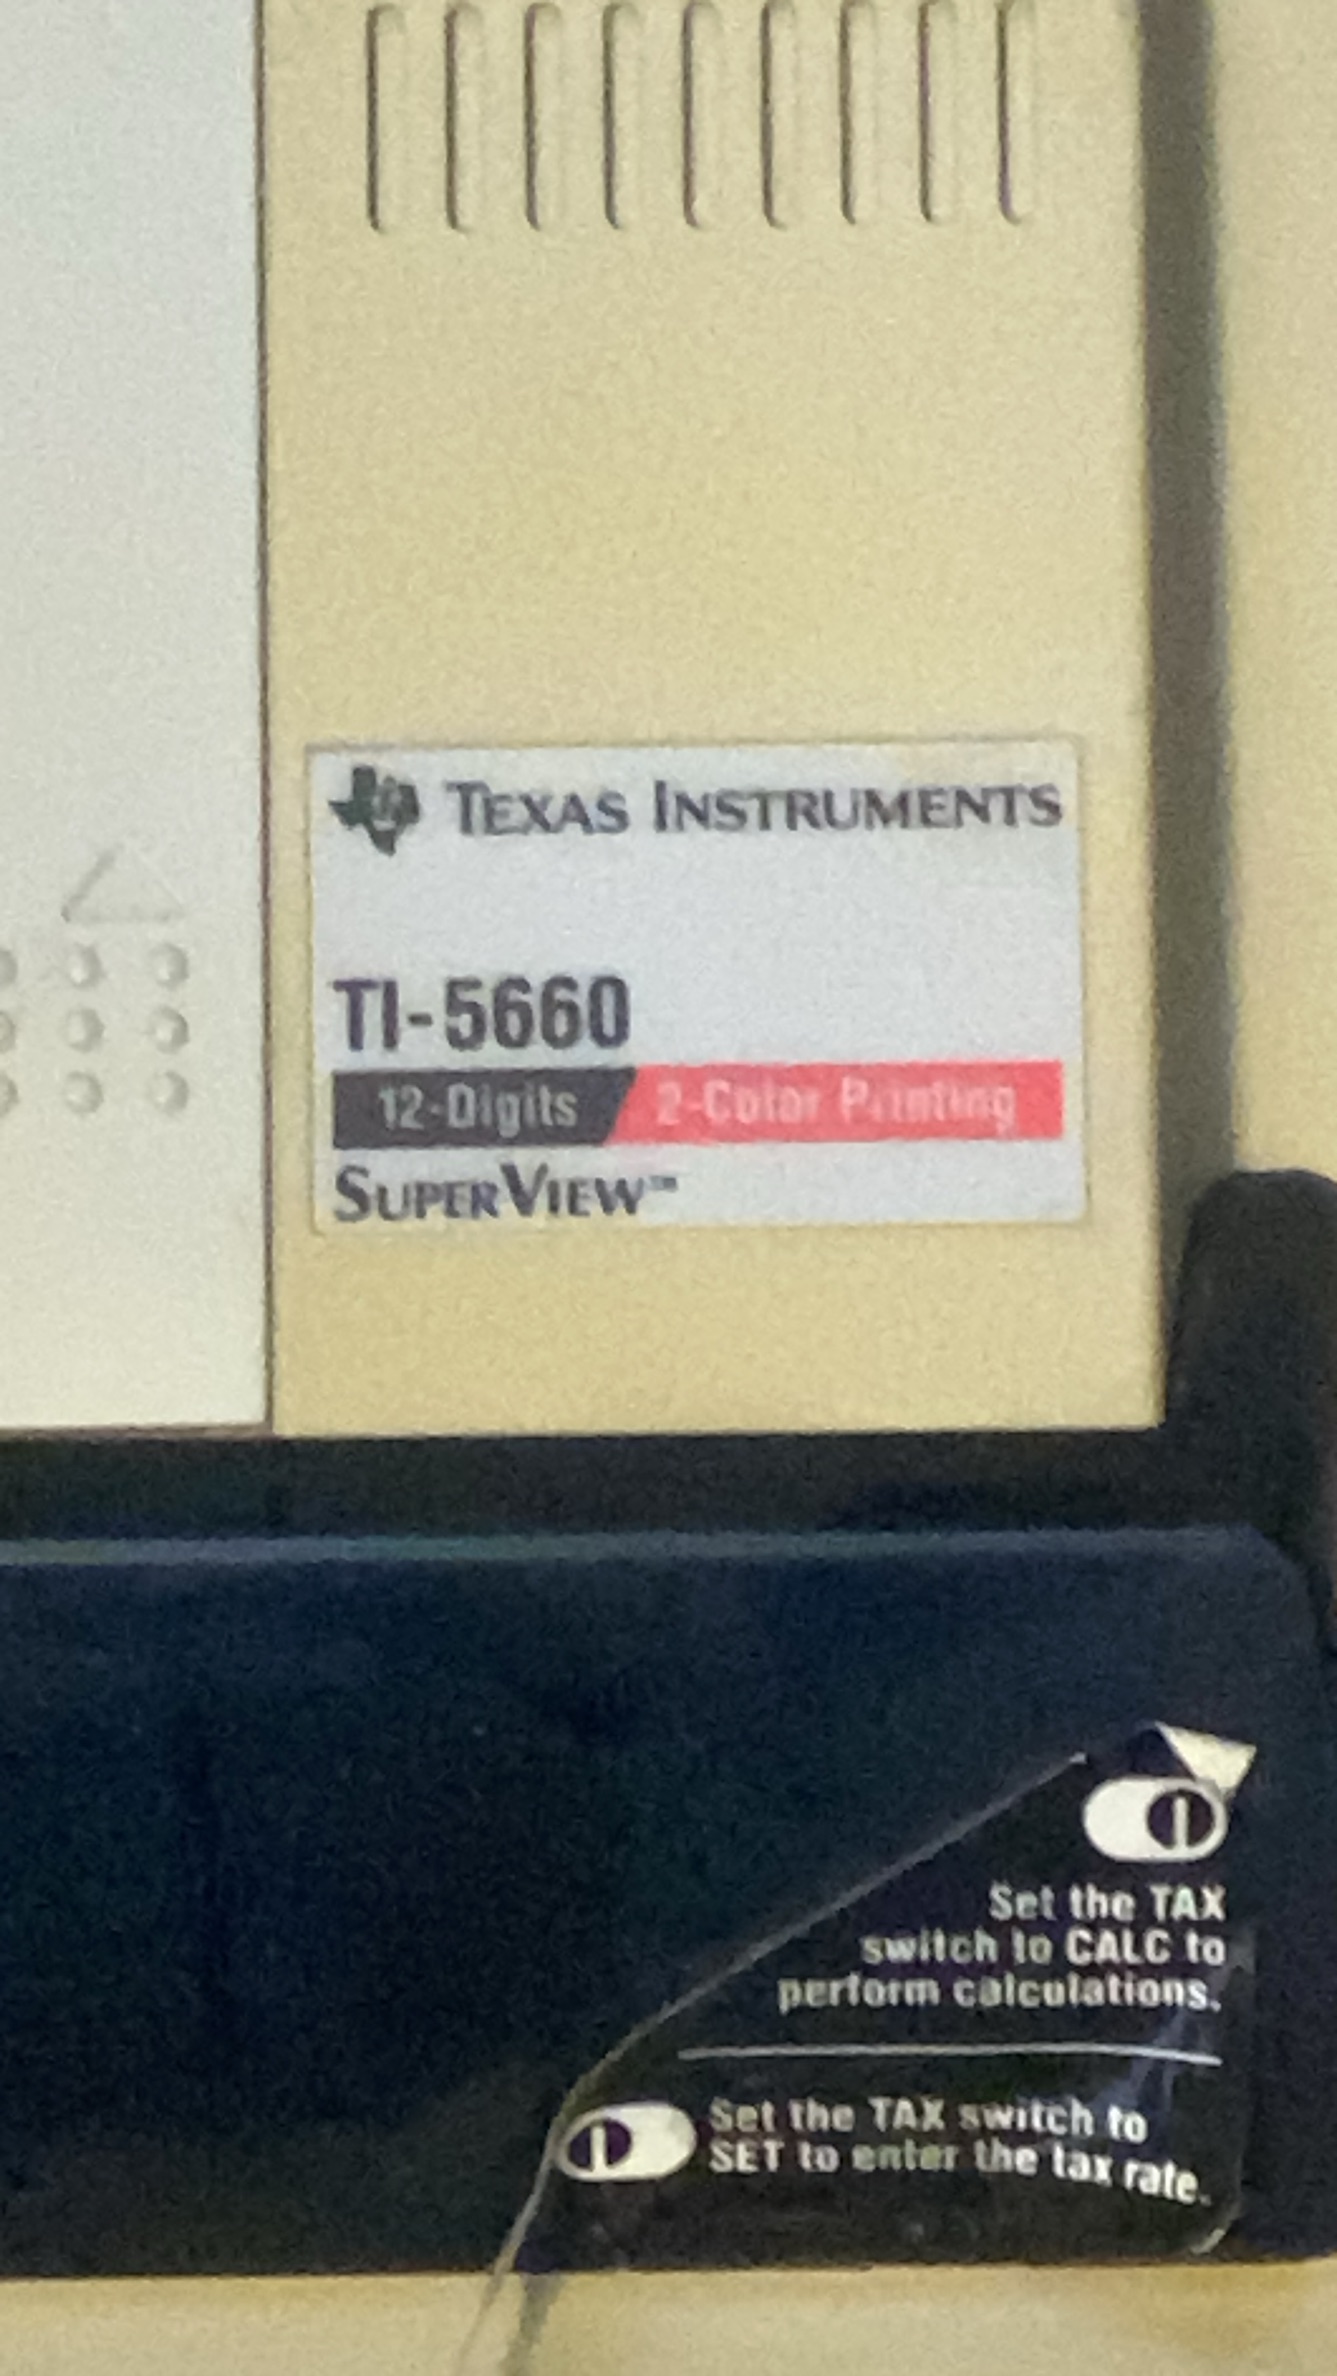 TEXAS INSTRUMENTS
TI-5660
12-Digits 2-Color Printing
SUPERVIEW™
Set the TAX
switch to CALC to
perform calculations.
Set the TAX switch to
SET to enter the tax rate.